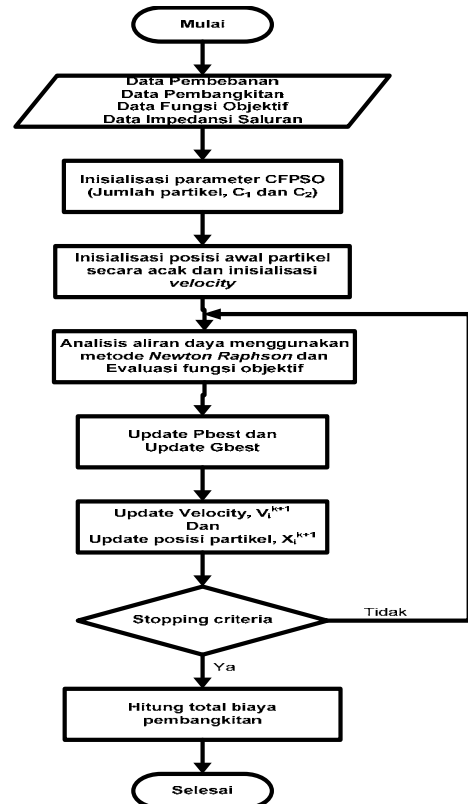 Mulai
Data Pembebanan
Data Pembangkitan
Data Fungsi Objektif
Data Impedansi Saluran
Inisialisasi parameter CFPSO
(Jumlah partikel, C₁ dan C₂)
Inisialisasi posisi awal partikel
secara acak dan inisialisasi
velocity
Analisis aliran daya menggunakan
metode Newton Raphson dan
Evaluasi fungsi objektif
Update Pbest dan
Update Gbest
Update Velocity, Vᵢᵏ⁺¹
Dan
Update posisi partikel, Xᵢᵏ⁺¹
Stopping criteria
Tidak
Ya
Hitung total biaya
pembangkitan
Selesai